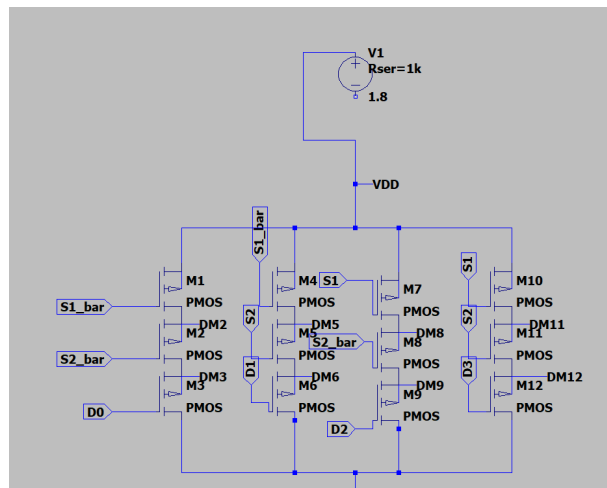 V1
Rser=1k
1.8
VDD
S1_bar
S1
S1
M1
M4
M7
M10
S1_bar
PMOS
PMOS
PMOS
PMOS
S2
S2
DM2
DM5
DM8
DM11
M2
M5
S2_bar
M8
M11
S2_bar
PMOS
PMOS
PMOS
PMOS
D1
D3
DM3
DM6
DM9
DM12
M3
M6
M9
M12
D0
PMOS
PMOS
PMOS
PMOS
D2